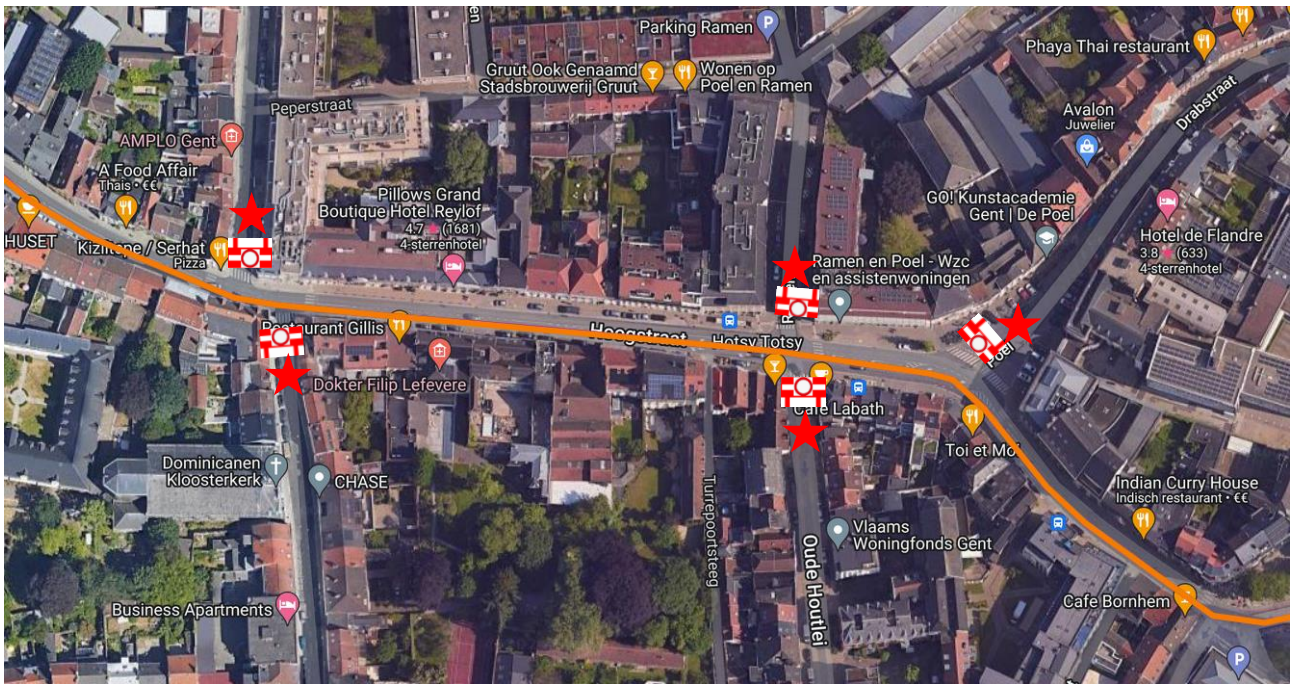 Parking Ramen
P
Phaya Thai restaurant
Gruut Ook Genaamd
Stadsbrouwerij Gruut
Wonen op
Poel en Ramen
Peperstraat
Drabstraat
Avalon
Juwelier
AMPLO Gent
A Food Affair
Thais • €€
Pillows Grand
Boutique Hotel Reylof
4.7 ★ (1681)
4-sterrenhotel
GO! Kunstacademie
Gent | De Poel
Hotel de Flandre
3.8 ★ (633)
4-sterrenhotel
HUSET
Kiziltepe / Serhat
Pizza
Ramen en Poel - Wzc
en assistenwoningen
Restaurant Gillis
Hoogstraat
Hotsy Totsy
Poel
Dokter Filip Lefevere
Café Labath
Toi et Moi
Dominicanen
Kloosterkerk
CHASE
Turrepoortsteeg
Indian Curry House
Indisch restaurant • €€
Vlaams
Woningfonds Gent
Oude Houtlei
Business Apartments
Cafe Bornhem
P